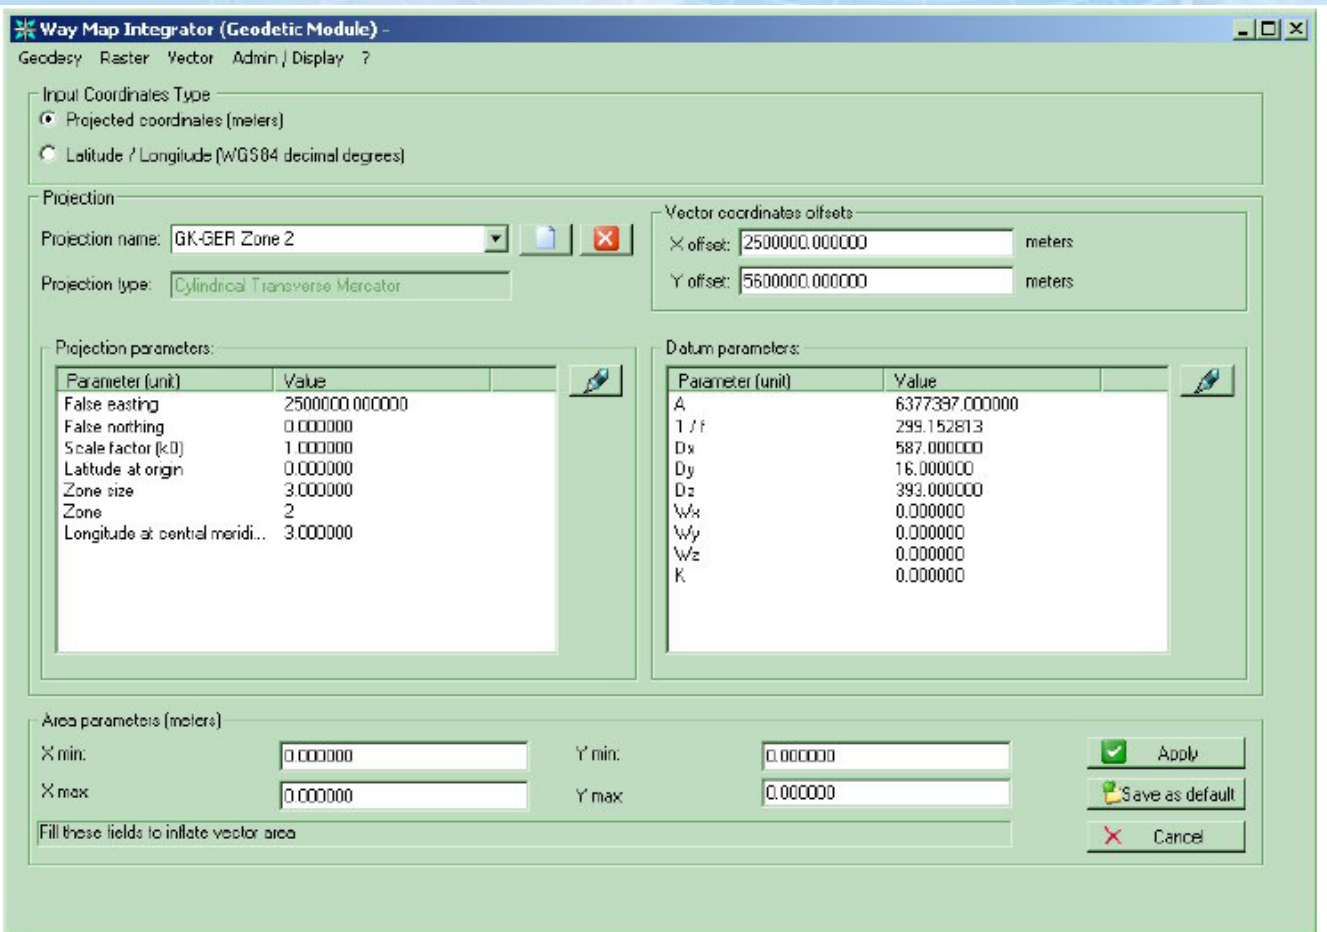 Way Map Integrator (Geodetic Module) -
Geodesy Raster Vector Admin / Display ?
Input Coordinates Type
Projected coordinates (meters)
Latitude / Longitude (WGS84 decimal degrees)
Projection
Projection name: GK-GER Zone 2
Projection type: Cylindrical Transverse Mercator
Vector coordinates offsets
X offset: 2500000.000000 meters
Y offset: 5600000.000000 meters
Projection parameters:
Parameter (unit) Value
False easting 2500000.000000
False northing 0.000000
Scale factor (k0) 1.000000
Latitude at origin 0.000000
Zone size 3.000000
Zone 2
Longitude at central meridi... 3.000000
Datum parameters:
Parameter (unit) Value
A 6377397.000000
1 / f 299.152813
Dx 587.000000
Dy 16.000000
Dz 393.000000
Wx 0.000000
Wy 0.000000
Wz 0.000000
K 0.000000
Area parameters (meters)
X min: 0.000000 Y min: 0.000000
X max 0.000000 Y max 0.000000
Fill these fields to inflate vector area
Apply
Save as default
Cancel